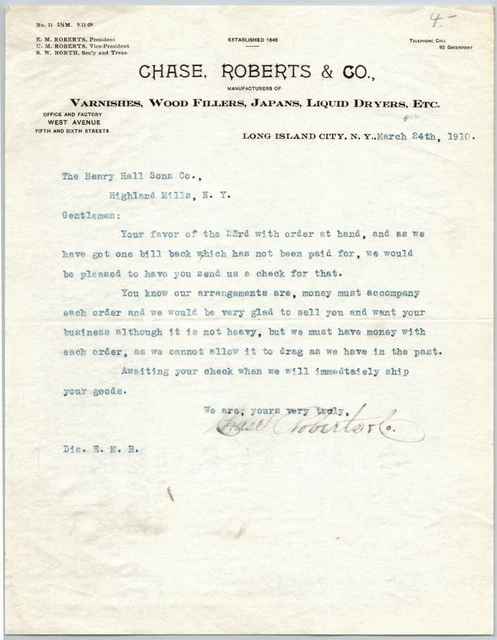 4.-
No. 11 2½M. 9-11-09
E. M. ROBERTS, President
U. M. ROBERTS, Vice-President
S. W. NORTH, Sec'y and Treas.
ESTABLISHED 1840
TELEPHONE CALL
92 GREENPOINT
CHASE, ROBERTS & CO.,
MANUFACTURERS OF
VARNISHES, WOOD FILLERS, JAPANS, LIQUID DRYERS, ETC.
OFFICE AND FACTORY
WEST AVENUE
FIFTH AND SIXTH STREETS
LONG ISLAND CITY, N. Y., March 24th, 1910.
The Henry Hall Sons Co.,
Highland Mills, N. Y.
Gentlemen:
Your favor of the 23rd with order at hand, and as we
have got one bill back which has not been paid for, we would
be pleased to have you send us a check for that.
You know our arrangements are, money must accompany
each order and we would be very glad to sell you and want your
business although it is not heavy, but we must have money with
each order, as we cannot allow it to drag as we have in the past.
Awaiting your check when we will immedtaiely ship
your goods.
We are, yours very truly,
Chase Roberts & Co.
Dic. E. M. R.